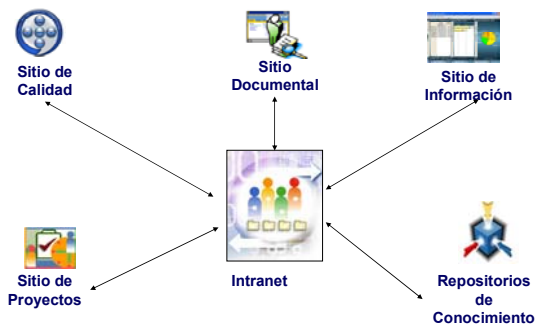 Sitio de
Calidad
Sitio
Documental
Sitio de
Información
Sitio de
Proyectos
Intranet
Repositorios
de
Conocimiento